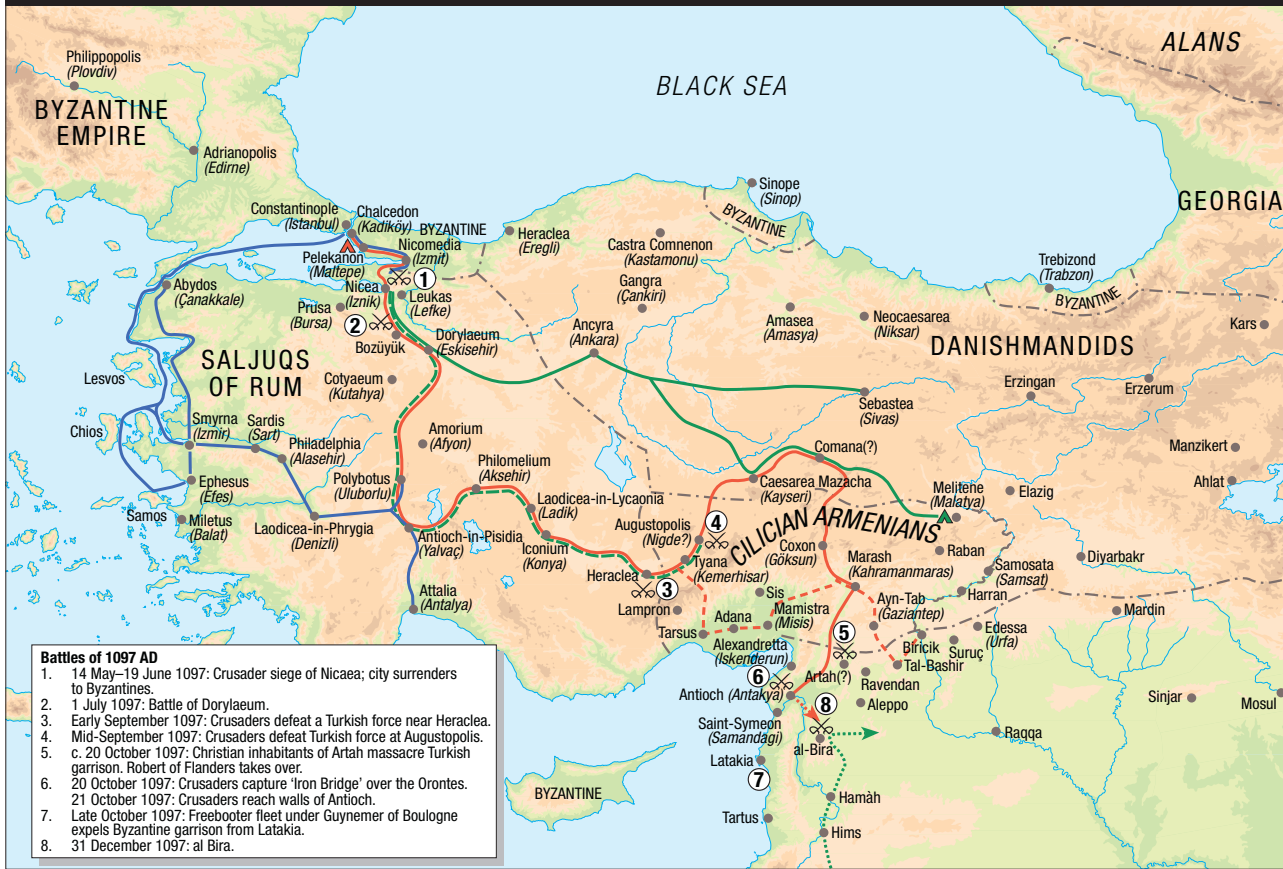 ALANS
Philippopolis
(Plovdiv)
BLACK SEA
BYZANTINE
EMPIRE
Adrianopolis
(Edirne)
Sinope
(Sinop)
GEORGIA
Constantinople
(Istanbul)
Chalcedon
(Kadiköy)
BYZANTINE
Heraclea
(Eregli)
BYZANTINE
Castra Comnenon
(Kastamonu)
Pelekanon
(Maltepe)
Nicomedia
(Izmit)
Trebizond
(Trabzon)
BYZANTINE
1
Abydos
(Çanakkale)
Nicea
(Iznik)
Leukas
(Lefke)
Gangra
(Çankiri)
Prusa
(Bursa)
2
Bozüyük
Dorylaeum
(Eskisehir)
Ancyra
(Ankara)
Amasea
(Amasya)
Neocaesarea
(Niksar)
Kars
DANISHMANDIDS
SALJUQS
OF RUM
Lesvos
Cotyaeum
(Kutahya)
Erzingan
Erzerum
Sebastea
(Sivas)
Chios
Smyrna
(Izmir)
Sardis
(Sart)
Philadelphia
(Alasehir)
Amorium
(Afyon)
Comana(?)
Manzikert
Philomelium
(Aksehir)
Ephesus
(Efes)
Polybotus
(Uluborlu)
Caesarea Mazacha
(Kayseri)
Melitene
(Malatya)
Elazig
Ahlat
Laodicea-in-Lycaonia
(Ladik)
Samos
Miletus
(Balat)
Laodicea-in-Phrygia
(Denizli)
Antioch-in-Pisidia
(Yalvaç)
Iconium
(Konya)
Augustopolis
(Nigde?)
4
CILICIAN ARMENIANS
Tyana
(Kemerhisar)
Coxon
(Göksun)
Marash
(Kahramanmaras)
Raban
Samosata
(Samsat)
Diyarbakr
Heraclea
3
Attalia
(Antalya)
Lampron
Sis
Harran
Mardin
Tarsus
Adana
Mamistra
(Misis)
Ayn-Tab
(Gaziantep)
Edessa
(Urfa)
5
Biricik
Suruç
Alexandretta
(Iskenderun)
Tal-Bashir
6
Artah(?)
Ravendan
Antioch (Antakya)
8
Aleppo
Sinjar
Mosul
Saint-Symeon
(Samandagi)
al-Bira
Raqqa
Latakia
7
BYZANTINE
Hamàh
Tartus
Hims
Battles of 1097 AD
1. 14 May–19 June 1097: Crusader siege of Nicaea; city surrenders
to Byzantines.
2. 1 July 1097: Battle of Dorylaeum.
3. Early September 1097: Crusaders defeat a Turkish force near Heraclea.
4. Mid-September 1097: Crusaders defeat Turkish force at Augustopolis.
5. c. 20 October 1097: Christian inhabitants of Artah massacre Turkish
garrison. Robert of Flanders takes over.
6. 20 October 1097: Crusaders capture ‘Iron Bridge’ over the Orontes.
21 October 1097: Crusaders reach walls of Antioch.
7. Late October 1097: Freebooter fleet under Guynemer of Boulogne
expels Byzantine garrison from Latakia.
8. 31 December 1097: al Bira.